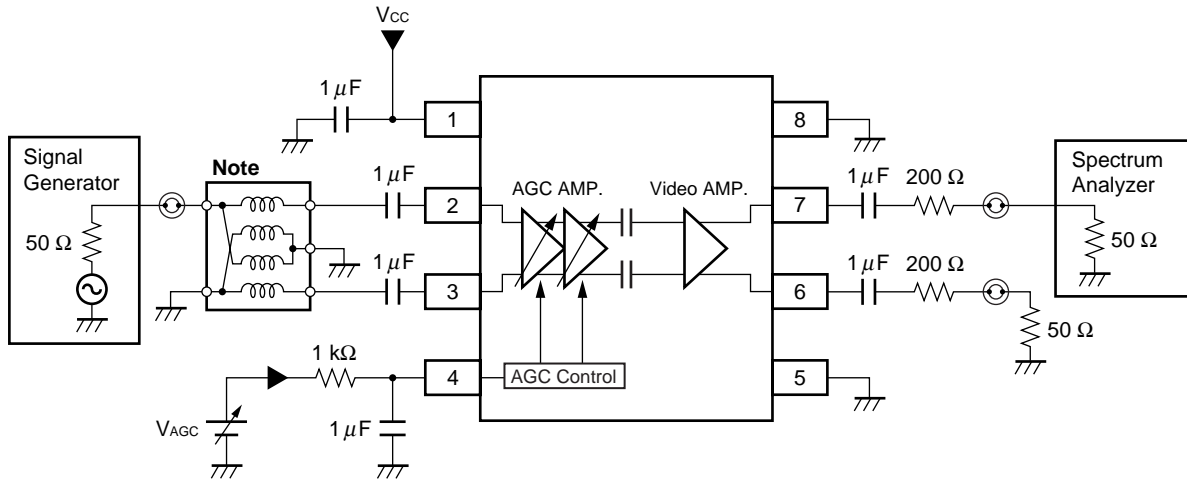 VCC
1 μF
1
8
Signal
Generator
Note
Spectrum
Analyzer
1 μF
2
AGC AMP.
Video AMP.
7
1 μF
200 Ω
50 Ω
50 Ω
1 μF
3
6
1 μF
200 Ω
50 Ω
1 kΩ
4
AGC Control
5
VAGC
1 μF